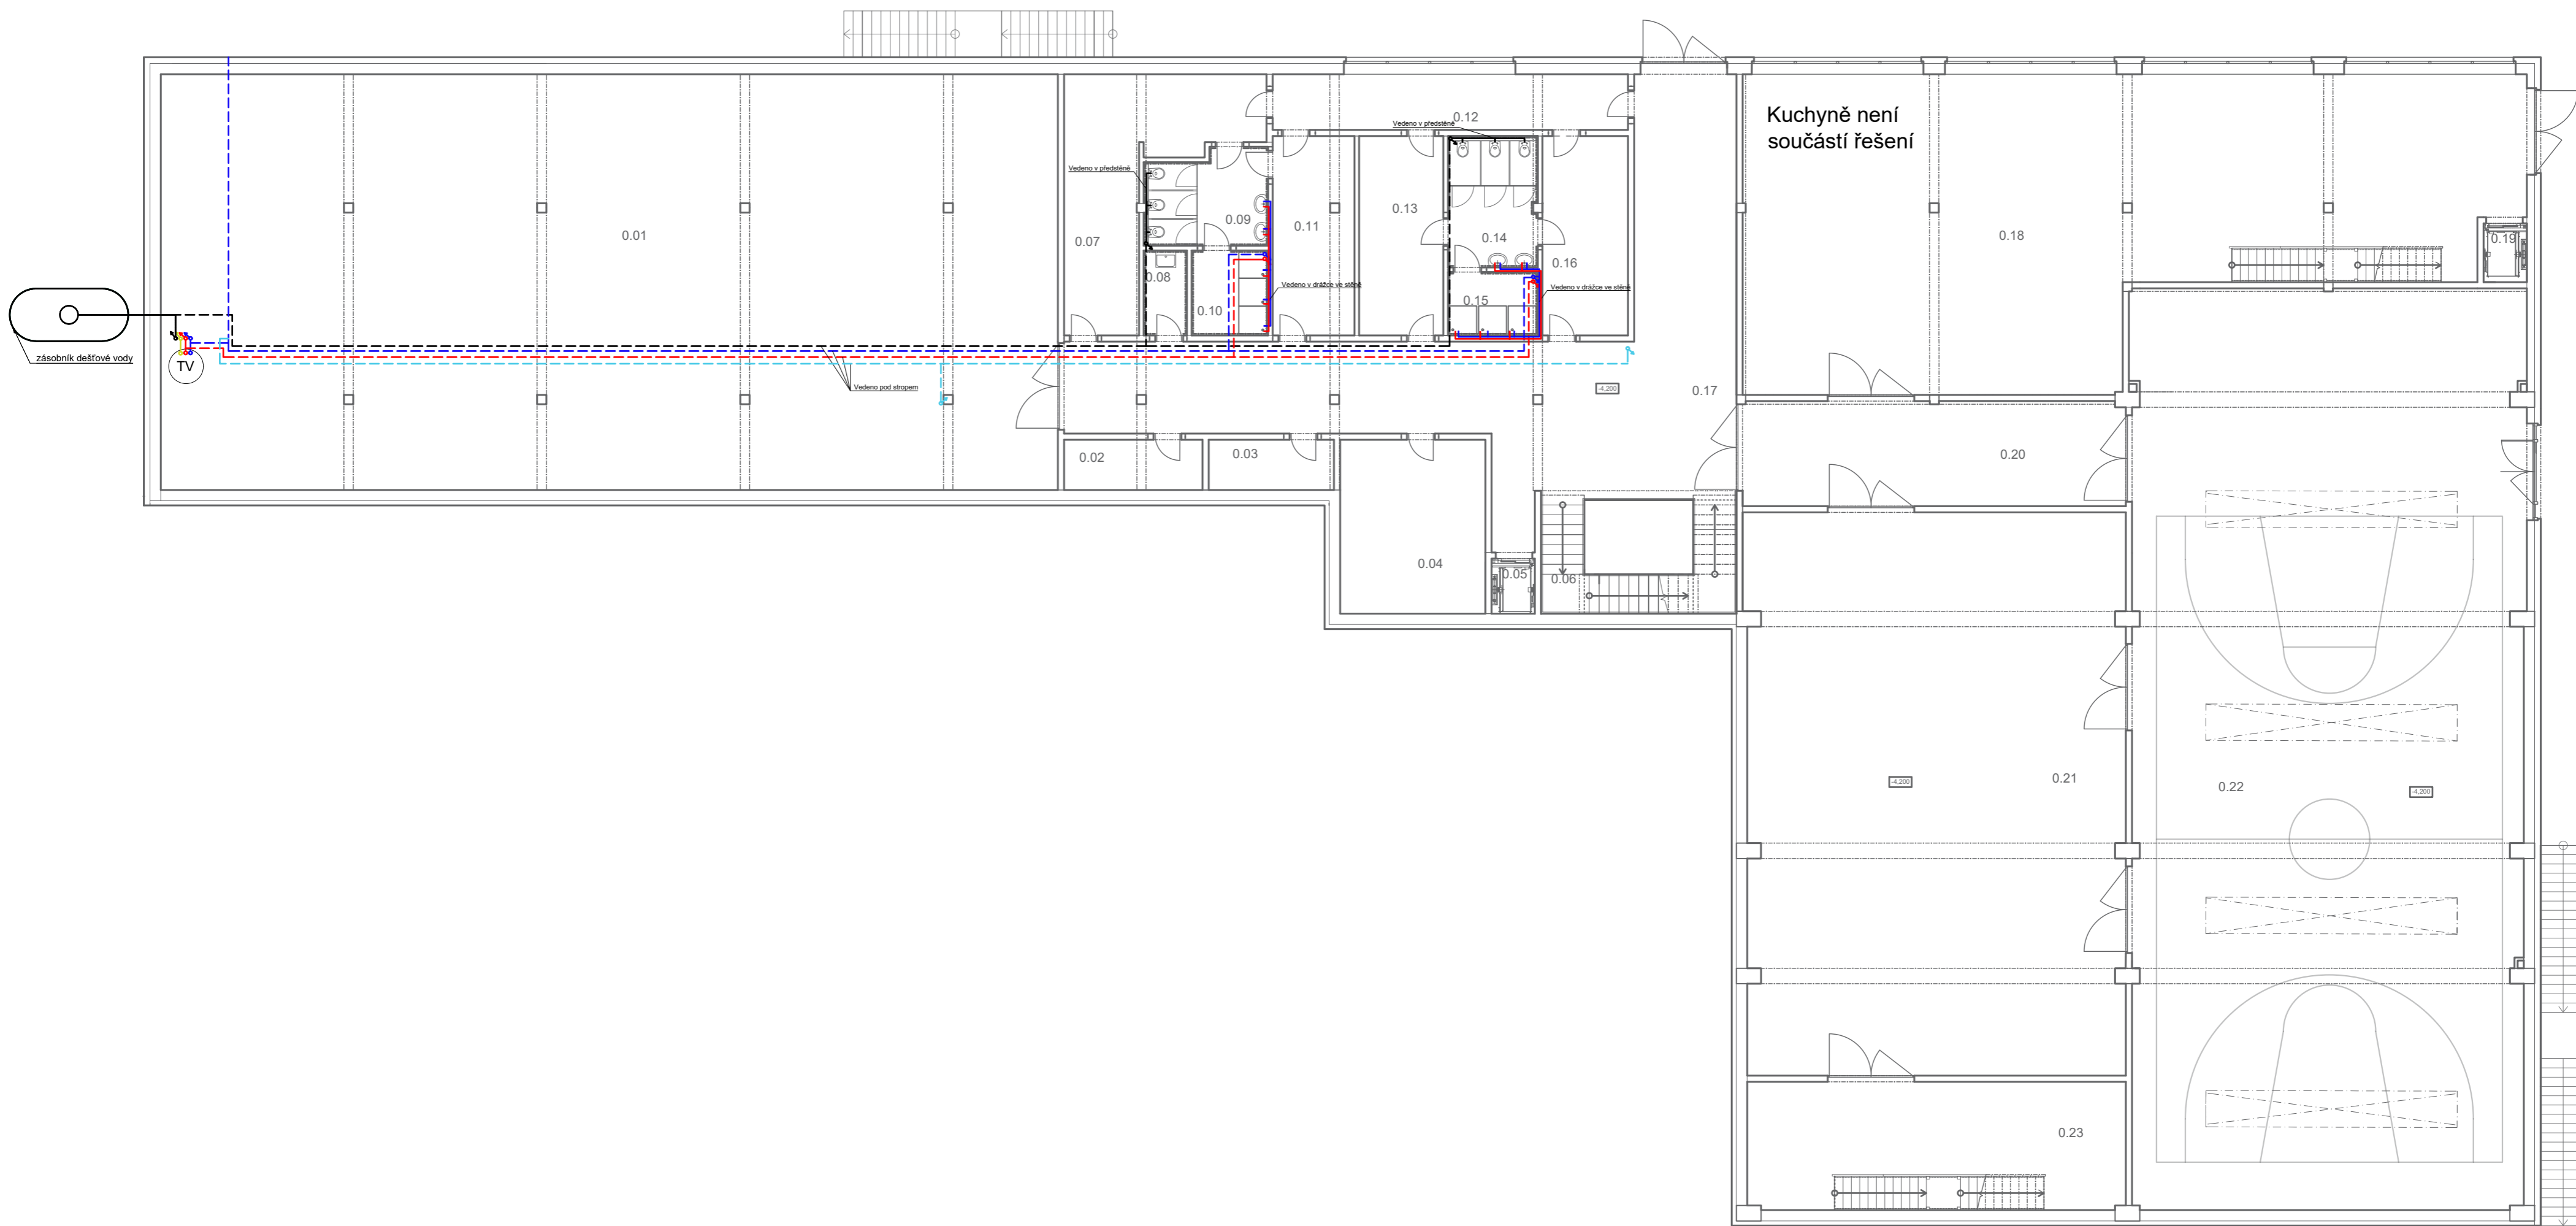 Kuchyně není
součástí řešení
0.12
Vedeno v předstěně
Vedeno v předstěně
0.01
0.07
0.09
0.11
0.13
0.14
0.16
0.18
0.19
0.08
0.10
Vedeno v drážce ve stěně
0.15
Vedeno v drážce ve stěně
zásobník dešťové vody
TV
Vedeno pod stropem
-4,200
0.17
0.02
0.03
0.20
0.04
0.05
0.06
-4,200
0.21
0.22
-4,200
0.23